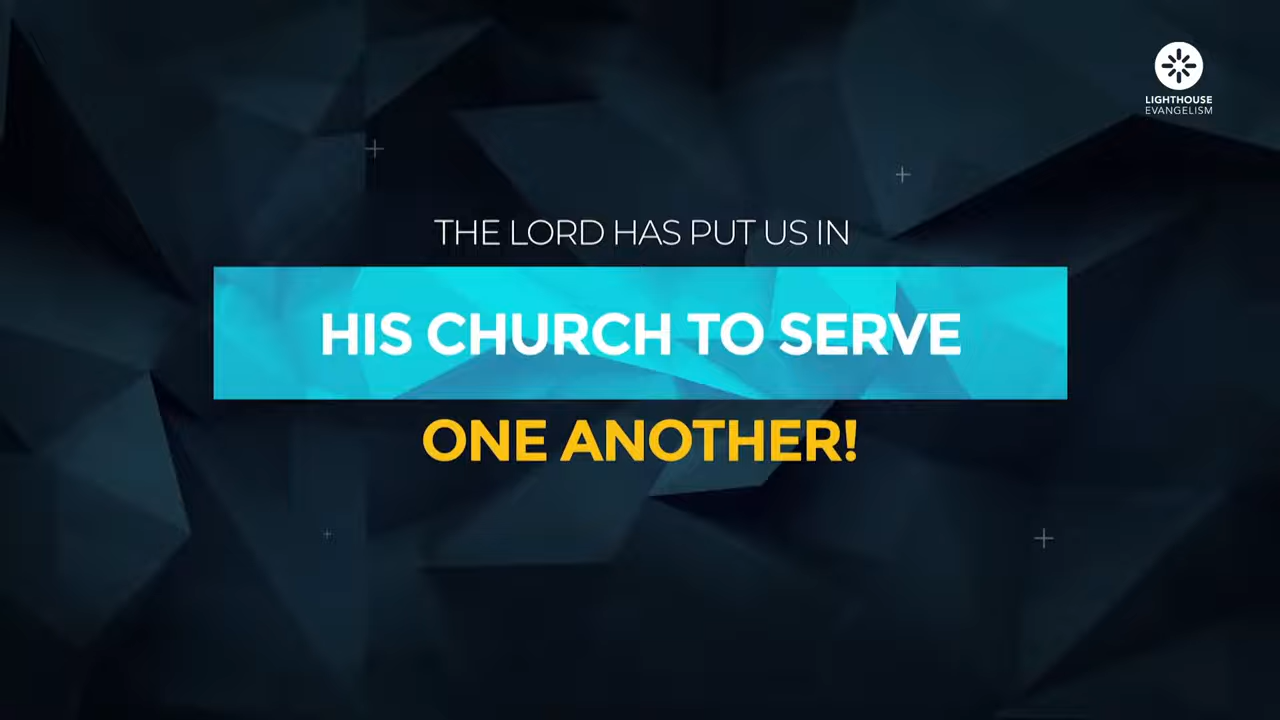 LIGHTHOUSE
EVANGELISM
THE LORD HAS PUT US IN
HIS CHURCH TO SERVE
ONE ANOTHER!